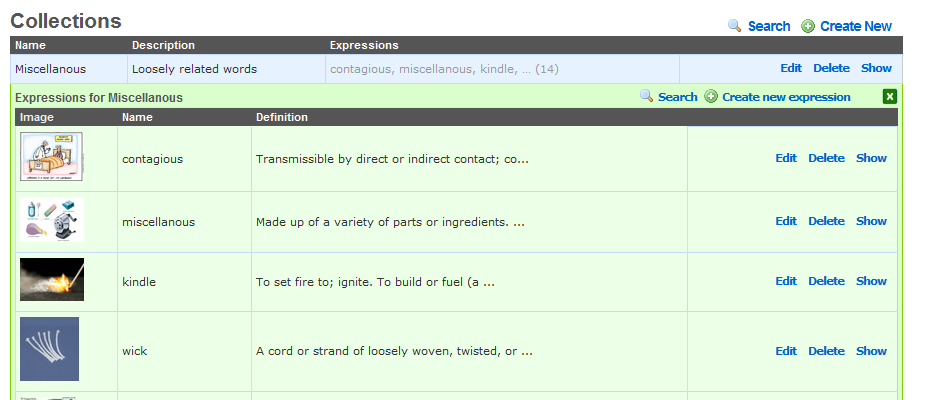 Collections Search Create New
Name Description Expressions
Miscellanous Loosely related words contagious, miscellanous, kindle, ... (14) Edit Delete Show
Expressions for Miscellanous Search Create new expression x
Image Name Definition
contagious Transmissible by direct or indirect contact; co... Edit Delete Show
miscellanous Made up of a variety of parts or ingredients. ... Edit Delete Show
kindle To set fire to; ignite. To build or fuel (a ... Edit Delete Show
wick A cord or strand of loosely woven, twisted, or ... Edit Delete Show